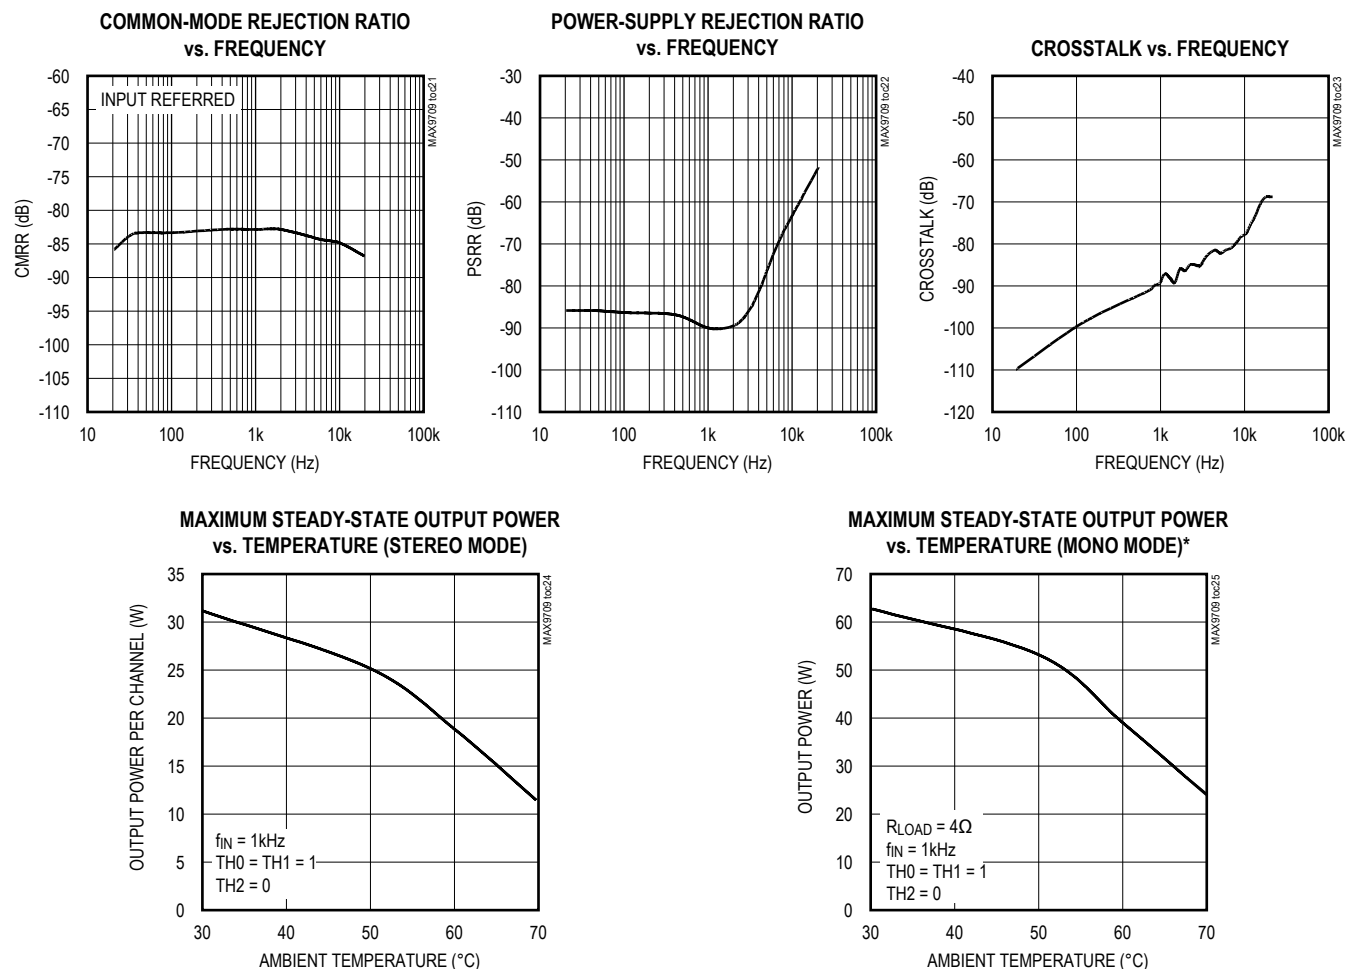 COMMON-MODE REJECTION RATIO
vs. FREQUENCY
-60
-65
-70
-75
-80
-85
-90
-95
-100
-105
-110
CMRR (dB)
INPUT REFERRED
MAX9709 toc21
10
100
1k
10k
100k
FREQUENCY (Hz)
POWER-SUPPLY REJECTION RATIO
vs. FREQUENCY
-30
-40
-50
-60
-70
-80
-90
-100
-110
PSRR (dB)
MAX9709 toc22
10
100
1k
10k
100k
FREQUENCY (Hz)
CROSSTALK vs. FREQUENCY
-40
-50
-60
-70
-80
-90
-100
-110
-120
CROSSTALK (dB)
MAX9709 toc23
10
100
1k
10k
100k
FREQUENCY (Hz)
MAXIMUM STEADY-STATE OUTPUT POWER
vs. TEMPERATURE (STEREO MODE)
35
30
25
20
15
10
5
0
OUTPUT POWER PER CHANNEL (W)
MAX9709 toc24
fIN = 1kHz
TH0 = TH1 = 1
TH2 = 0
30
40
50
60
70
AMBIENT TEMPERATURE (°C)
MAXIMUM STEADY-STATE OUTPUT POWER
vs. TEMPERATURE (MONO MODE)*
70
60
50
40
30
20
10
0
OUTPUT POWER (W)
MAX9709 toc25
RLOAD = 4Ω
fIN = 1kHz
TH0 = TH1 = 1
TH2 = 0
30
40
50
60
70
AMBIENT TEMPERATURE (°C)